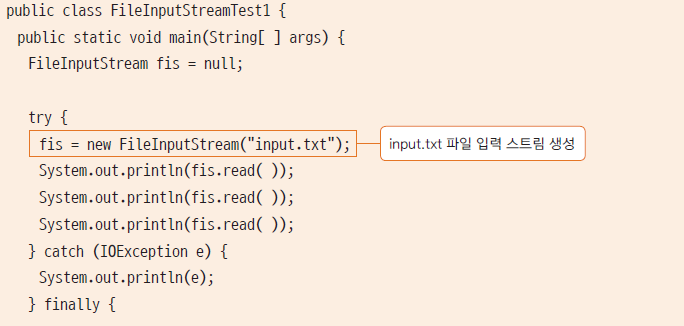 public class FileInputStreamTest1 {
public static void main(String[ ] args) {
FileInputStream fis = null;
try {
fis = new FileInputStream("input.txt");
input.txt 파일 입력 스트림 생성
System.out.println(fis.read( ));
System.out.println(fis.read( ));
System.out.println(fis.read( ));
} catch (IOException e) {
System.out.println(e);
} finally {